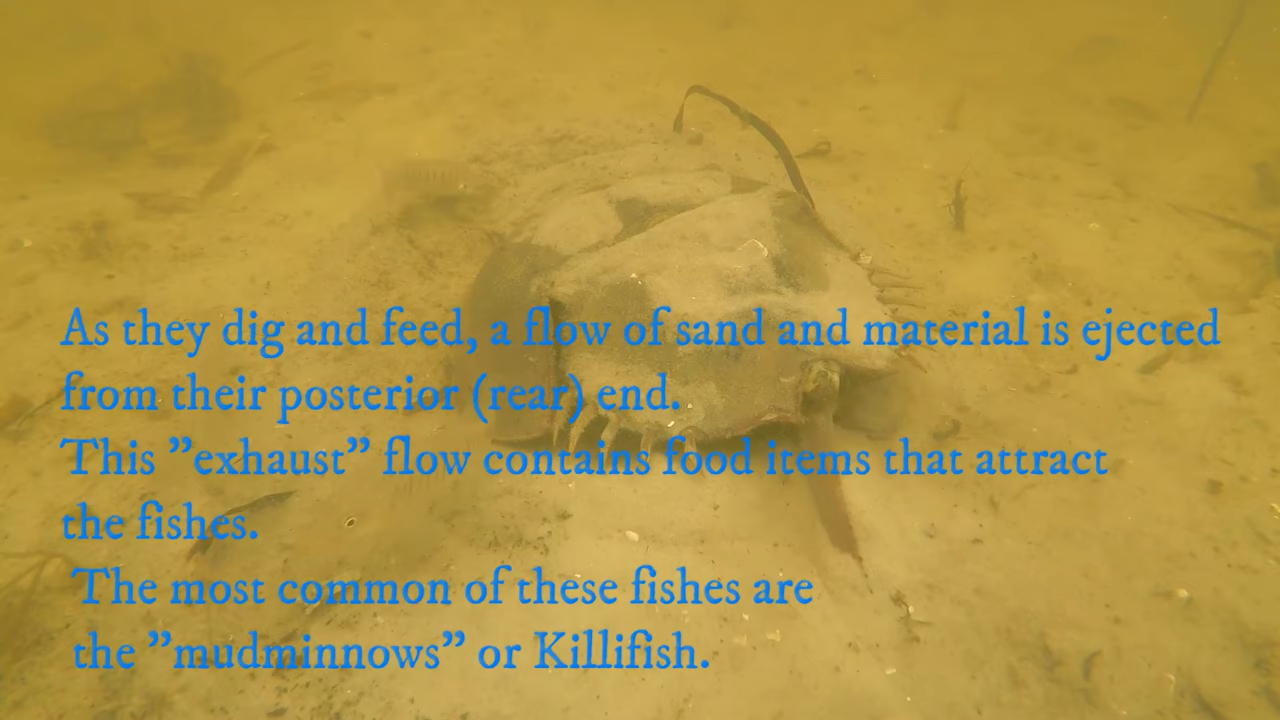 As they dig and feed, a flow of sand and material is ejected
from their posterior (rear) end.
This "exhaust" flow contains food items that attract
the fishes.
The most common of these fishes are
the "mudminnows" or Killifish.